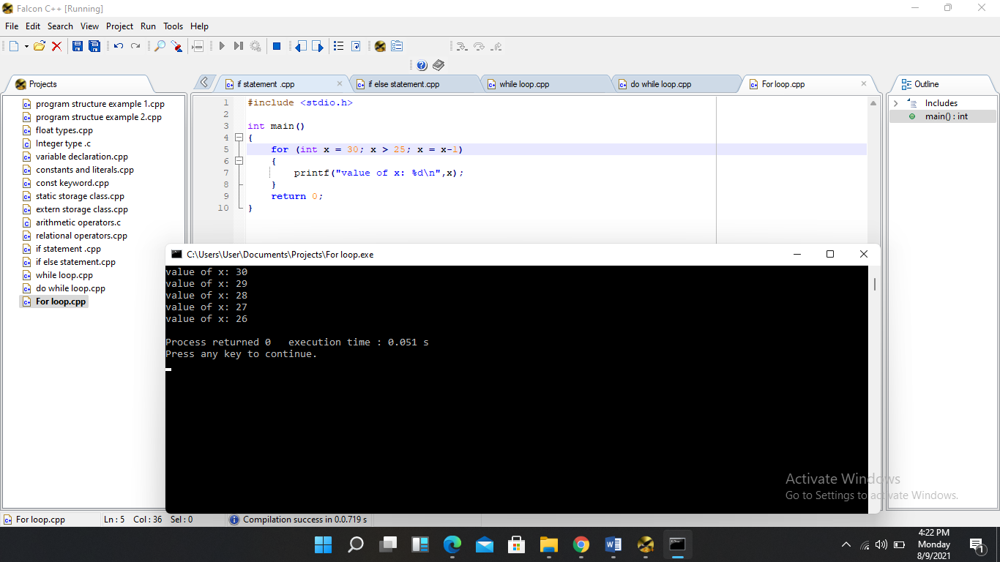 Falcon C++ [Running]
File Edit Search View Project Run Tools Help
Projects
if statement .cpp
if else statement.cpp
while loop.cpp
do while loop.cpp
For loop.cpp
Outline
program structure example 1.cpp
program structue example 2.cpp
float types.cpp
Integer type .c
variable declaration.cpp
constants and literals.cpp
const keyword.cpp
static storage class.cpp
extern storage class.cpp
arithmetic operators.c
relational operators.cpp
if statement .cpp
if else statement.cpp
while loop.cpp
do while loop.cpp
For loop.cpp
1 #include <stdio.h>
2
3 int main()
4 {
5 for (int x = 30; x > 25; x = x-1)
6 {
7 printf("value of x: %d\n",x);
8 }
9 return 0;
10 }
Includes
main() : int
C:\Users\User\Documents\Projects\For loop.exe
value of x: 30
value of x: 29
value of x: 28
value of x: 27
value of x: 26
Process returned 0 execution time : 0.051 s
Press any key to continue.
Activate Windows
Go to Settings to activate Windows.
For loop.cpp Ln : 5 Col : 36 Sel : 0 Compilation success in 0.0.719 s
4:22 PM
Monday
8/9/2021
1